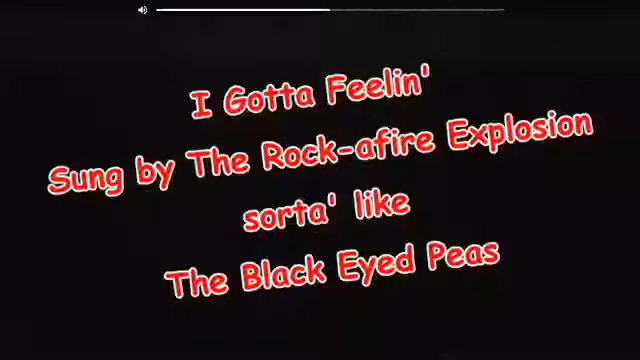 I Gotta Feelin'
Sung by The Rock-afire Explosion
sorta' like
The Black Eyed Peas